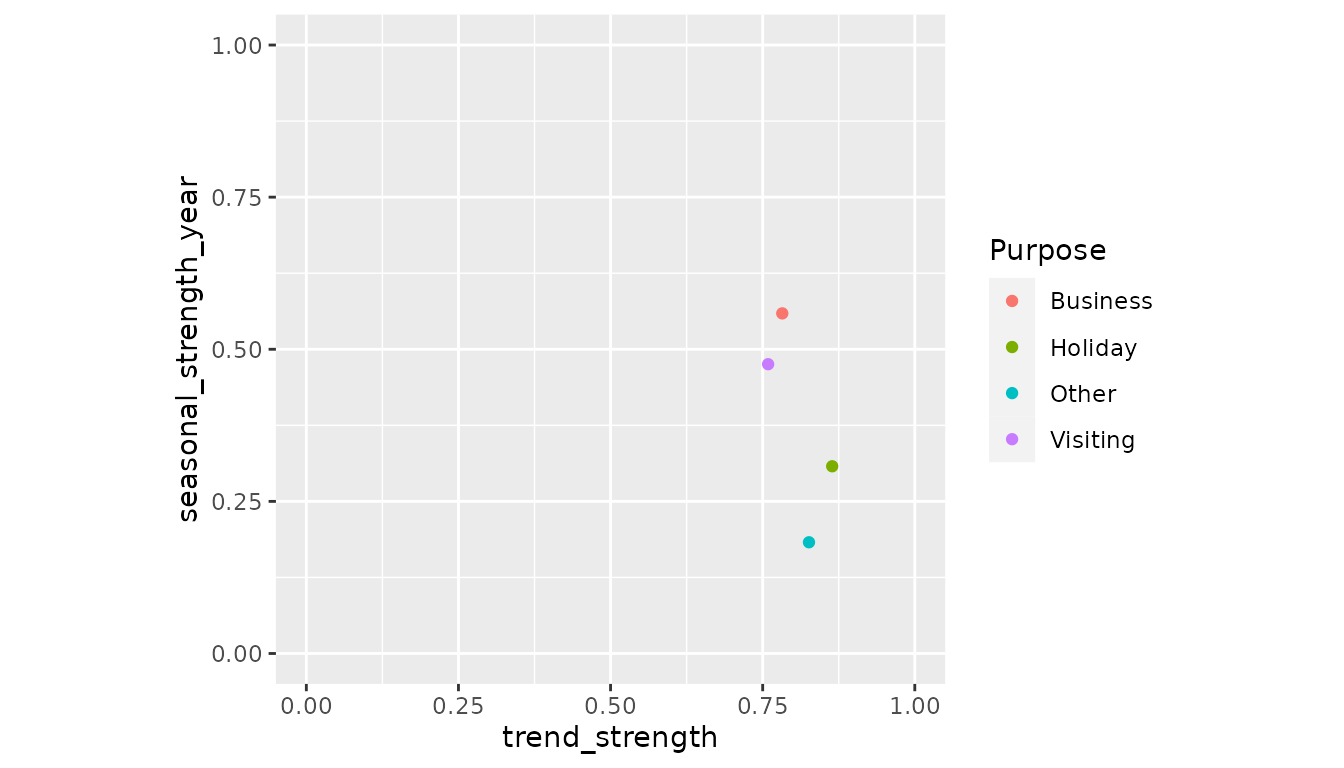 1.00
0.75
0.50
0.25
0.00
seasonal_strength_year
0.00 0.25 0.50 0.75 1.00
trend_strength
Purpose
Business
Holiday
Other
Visiting